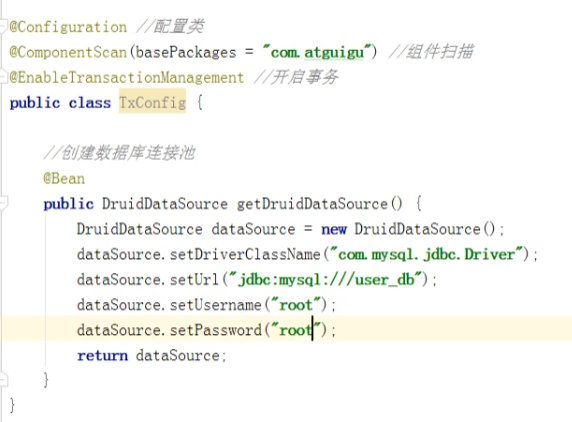 @Configuration //配置类
@ComponentScan(basePackages = "com.atguigu") //组件扫描
@EnableTransactionManagement //开启事务
public class TxConfig {
//创建数据库连接池
@Bean
public DruidDataSource getDruidDataSource() {
DruidDataSource dataSource = new DruidDataSource();
dataSource.setDriverClassName("com.mysql.jdbc.Driver");
dataSource.setUrl("jdbc:mysql:///user_db");
dataSource.setUsername("root");
dataSource.setPassword("root");
return dataSource;
}
}